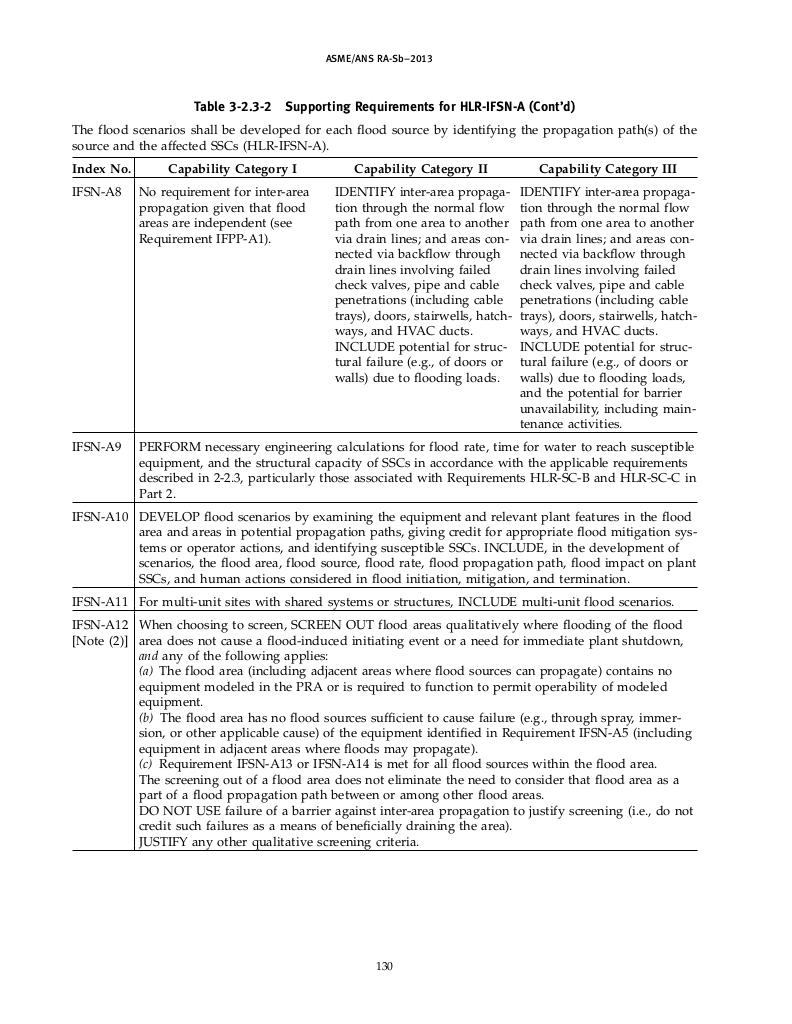 ASME/ANS RA-Sb–2013
Table 3-2.3-2 Supporting Requirements for HLR-IFSN-A (Cont’d)
The flood scenarios shall be developed for each flood source by identifying the propagation path(s) of the
source and the affected SSCs (HLR-IFSN-A).
Index No. Capability Category I Capability Category II Capability Category III
IFSN-A8 No requirement for inter-area
propagation given that flood
areas are independent (see
Requirement IFPP-A1).
IDENTIFY inter-area propaga-
tion through the normal flow
path from one area to another
via drain lines; and areas con-
nected via backflow through
drain lines involving failed
check valves, pipe and cable
penetrations (including cable
trays), doors, stairwells, hatch-
ways, and HVAC ducts.
INCLUDE potential for struc-
tural failure (e.g., of doors or
walls) due to flooding loads.
IDENTIFY inter-area propaga-
tion through the normal flow
path from one area to another
via drain lines; and areas con-
nected via backflow through
drain lines involving failed
check valves, pipe and cable
penetrations (including cable
trays), doors, stairwells, hatch-
ways, and HVAC ducts.
INCLUDE potential for struc-
tural failure (e.g., of doors or
walls) due to flooding loads,
and the potential for barrier
unavailability, including main-
tenance activities.
IFSN-A9 PERFORM necessary engineering calculations for flood rate, time for water to reach susceptible
equipment, and the structural capacity of SSCs in accordance with the applicable requirements
described in 2-2.3, particularly those associated with Requirements HLR-SC-B and HLR-SC-C in
Part 2.
IFSN-A10 DEVELOP flood scenarios by examining the equipment and relevant plant features in the flood
area and areas in potential propagation paths, giving credit for appropriate flood mitigation sys-
tems or operator actions, and identifying susceptible SSCs. INCLUDE, in the development of
scenarios, the flood area, flood source, flood rate, flood propagation path, flood impact on plant
SSCs, and human actions considered in flood initiation, mitigation, and termination.
IFSN-A11 For multi-unit sites with shared systems or structures, INCLUDE multi-unit flood scenarios.
IFSN-A12 When choosing to screen, SCREEN OUT flood areas qualitatively where flooding of the flood
[Note (2)] area does not cause a flood-induced initiating event or a need for immediate plant shutdown,
and any of the following applies:
(a) The flood area (including adjacent areas where flood sources can propagate) contains no
equipment modeled in the PRA or is required to function to permit operability of modeled
equipment.
(b) The flood area has no flood sources sufficient to cause failure (e.g., through spray, immer-
sion, or other applicable cause) of the equipment identified in Requirement IFSN-A5 (including
equipment in adjacent areas where floods may propagate).
(c) Requirement IFSN-A13 or IFSN-A14 is met for all flood sources within the flood area.
The screening out of a flood area does not eliminate the need to consider that flood area as a
part of a flood propagation path between or among other flood areas.
DO NOT USE failure of a barrier against inter-area propagation to justify screening (i.e., do not
credit such failures as a means of beneficially draining the area).
JUSTIFY any other qualitative screening criteria.
130